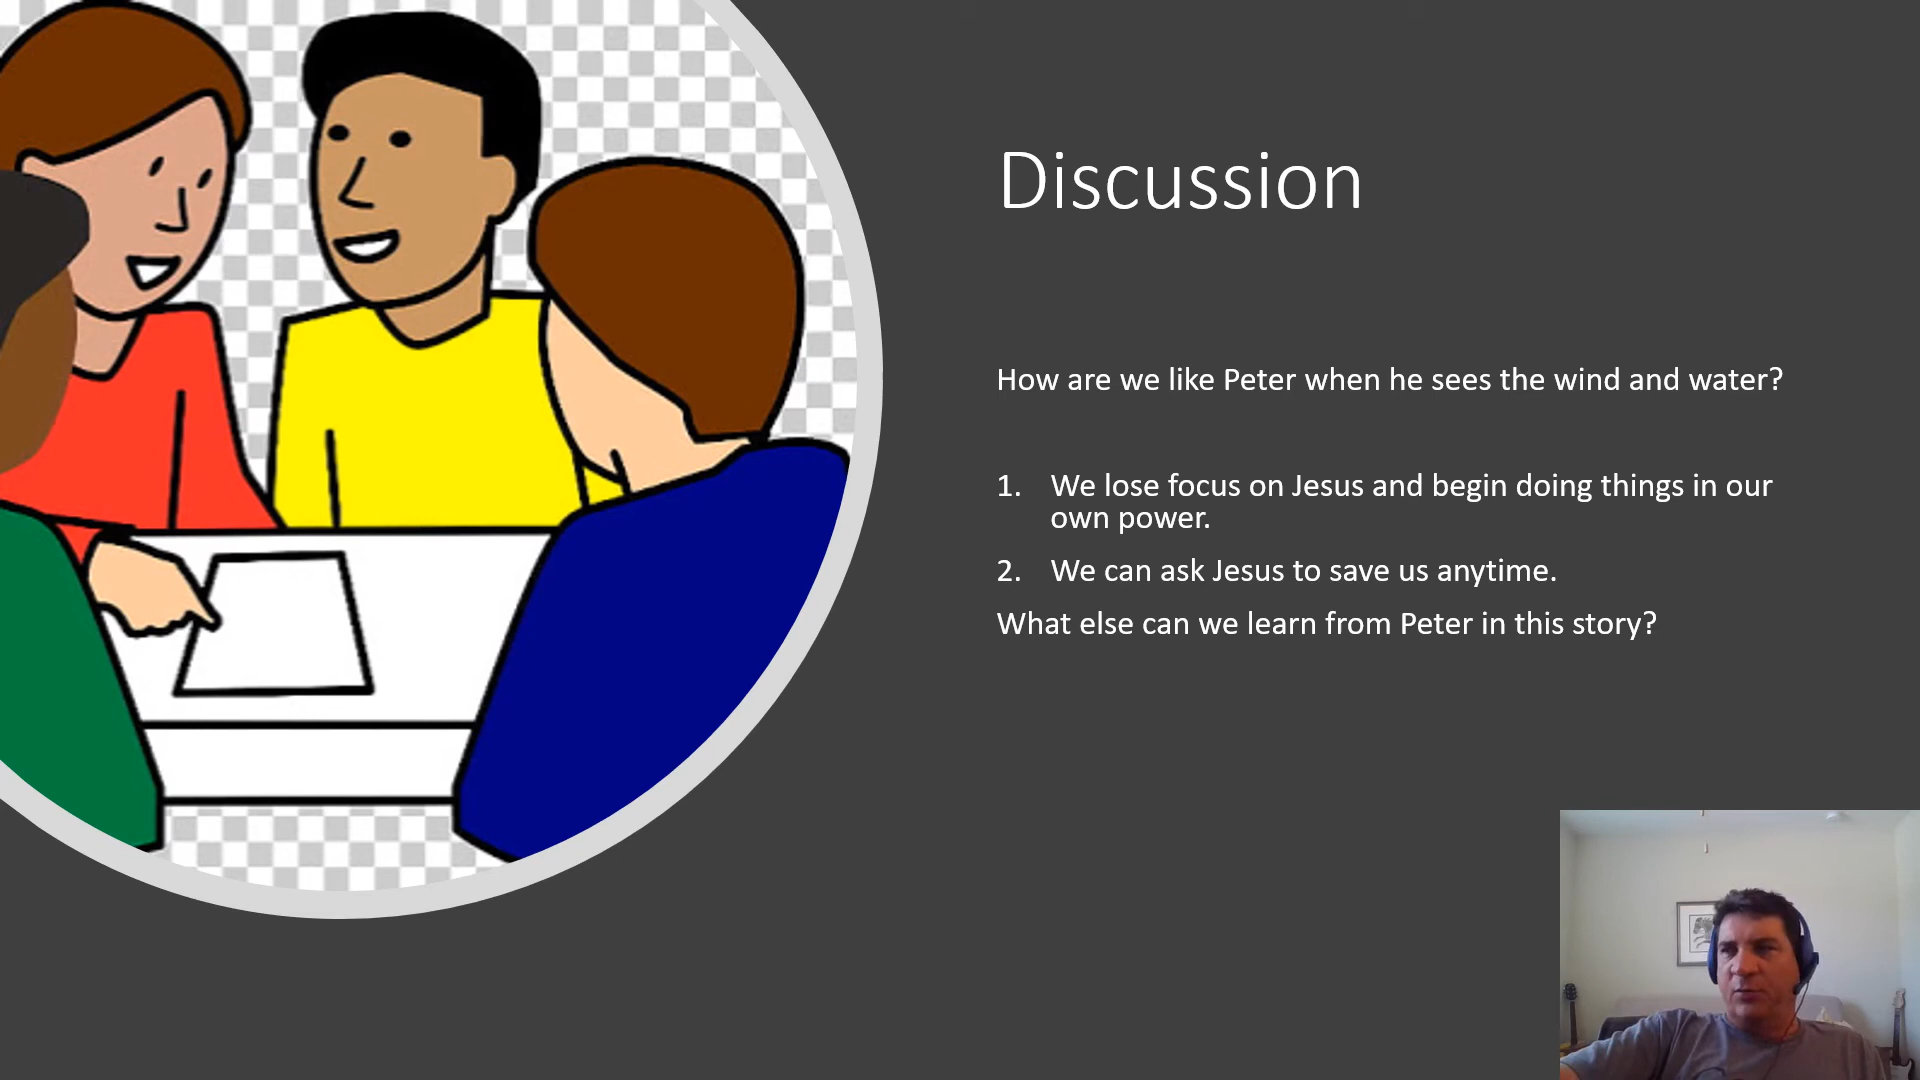 Discussion
How are we like Peter when he sees the wind and water?
1. We lose focus on Jesus and begin doing things in our
own power.
2. We can ask Jesus to save us anytime.
What else can we learn from Peter in this story?